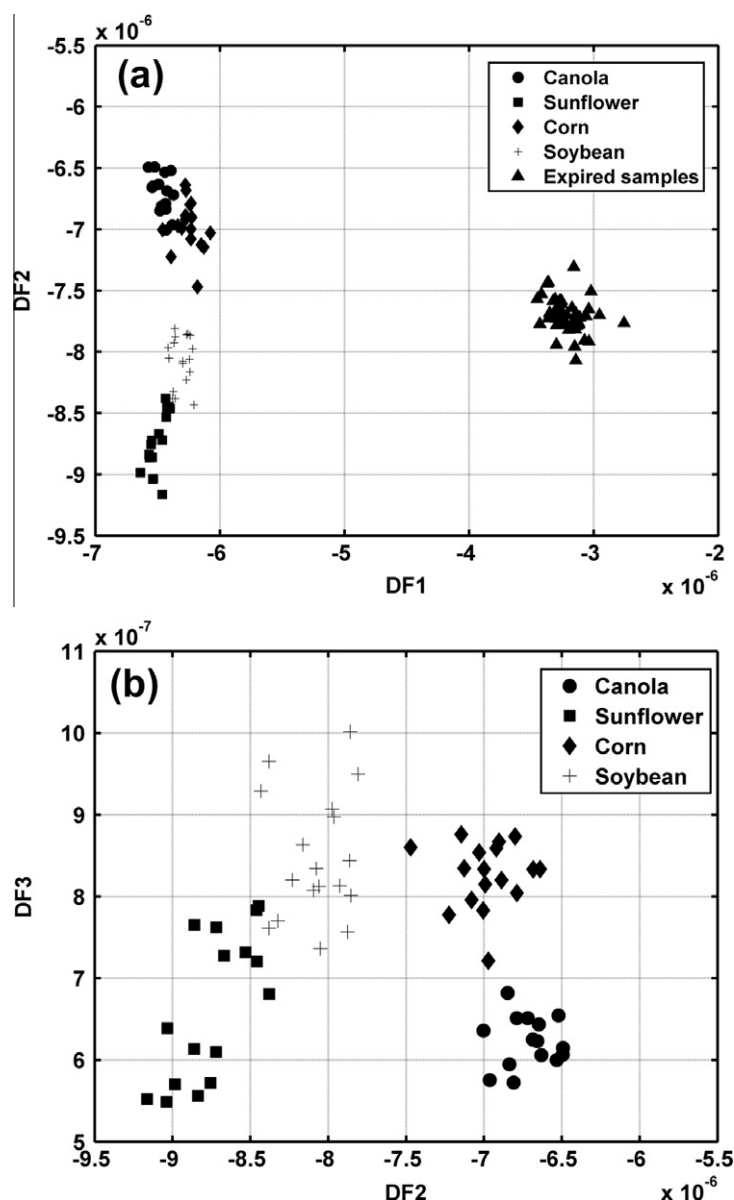 x 10-6
-5.5
(a)
Canola
Sunflower
Corn
Soybean
Expired samples
-6
-6.5
-7
DF2
-7.5
-8
-8.5
-9
-9.5
-7
-6
-5
-4
-3
-2
DF1
x 10-6
x 10-7
11
(b)
Canola
Sunflower
Corn
Soybean
10
9
8
DF3
7
6
5
-9.5
-9
-8.5
-8
-7.5
-7
-6.5
-6
-5.5
DF2
x 10-6